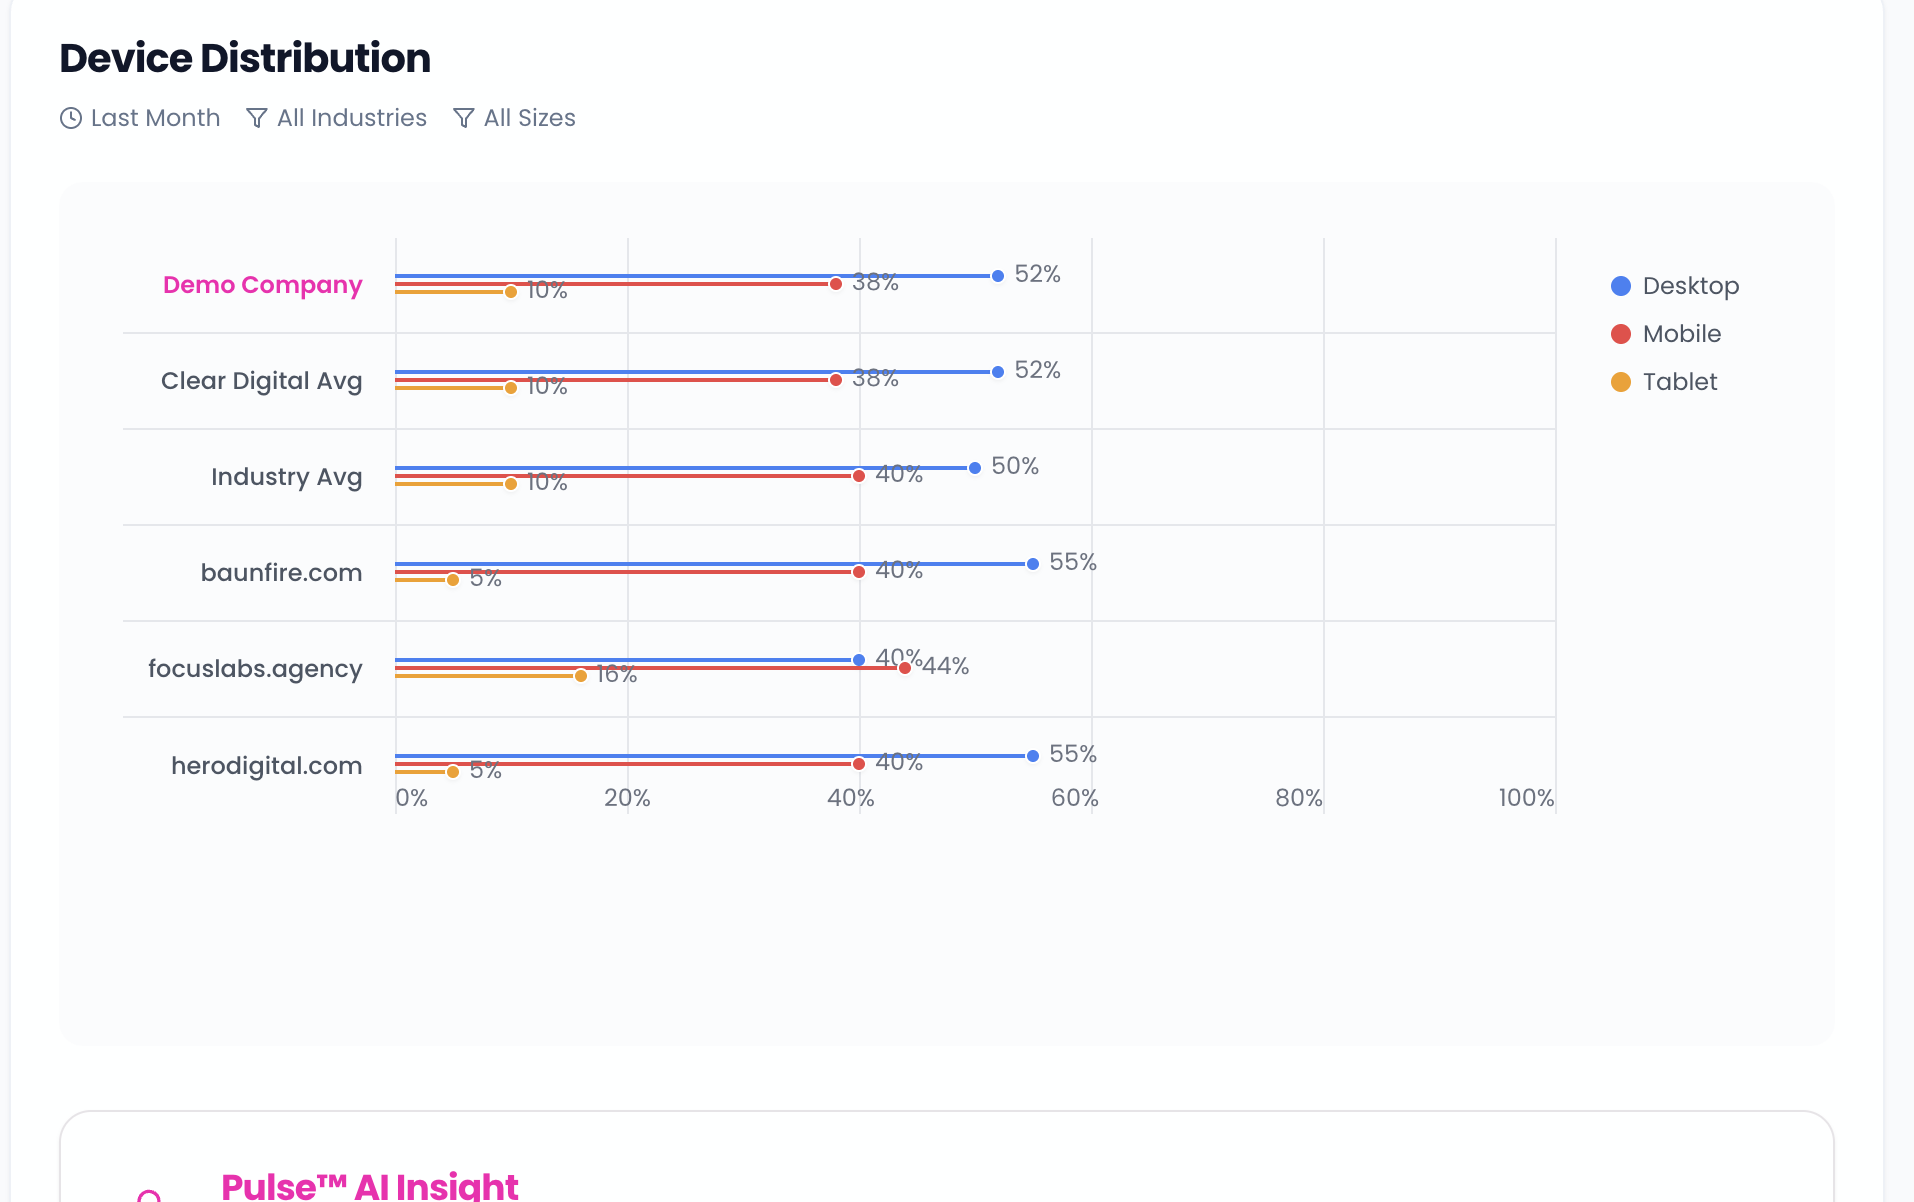 Device Distribution
Last Month All Industries All Sizes
Demo Company 10% 38% 52%
Desktop
Mobile
Clear Digital Avg 10% 38% 52%
Tablet
Industry Avg 10% 40% 50%
baunfire.com 5% 40% 55%
focuslabs.agency 16% 40% 44%
herodigital.com 5% 40% 55%
0% 20% 40% 60% 80% 100%
Pulse™ AI Insight